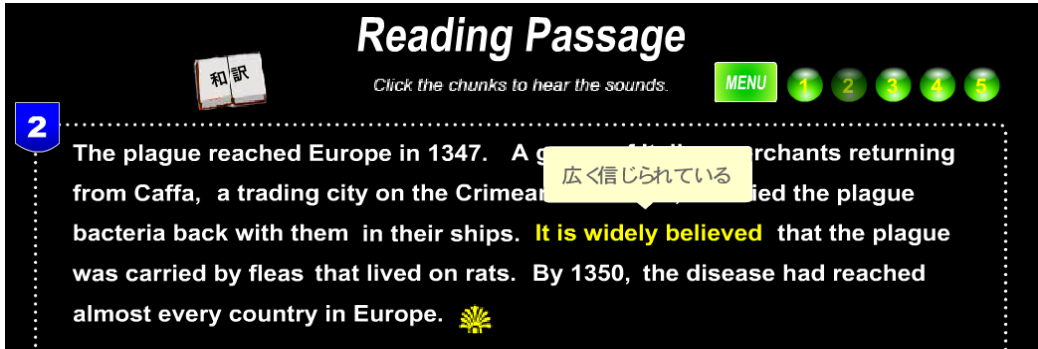 Reading Passage
和訳
Click the chunks to hear the sounds.
MENU 1 2 3 4 5
2
The plague reached Europe in 1347. A returning
広く信じられている
from Caffa, a trading city on the the plague
bacteria back with them in their ships. It is widely believed that the plague
was carried by fleas that lived on rats. By 1350, the disease had reached
almost every country in Europe.